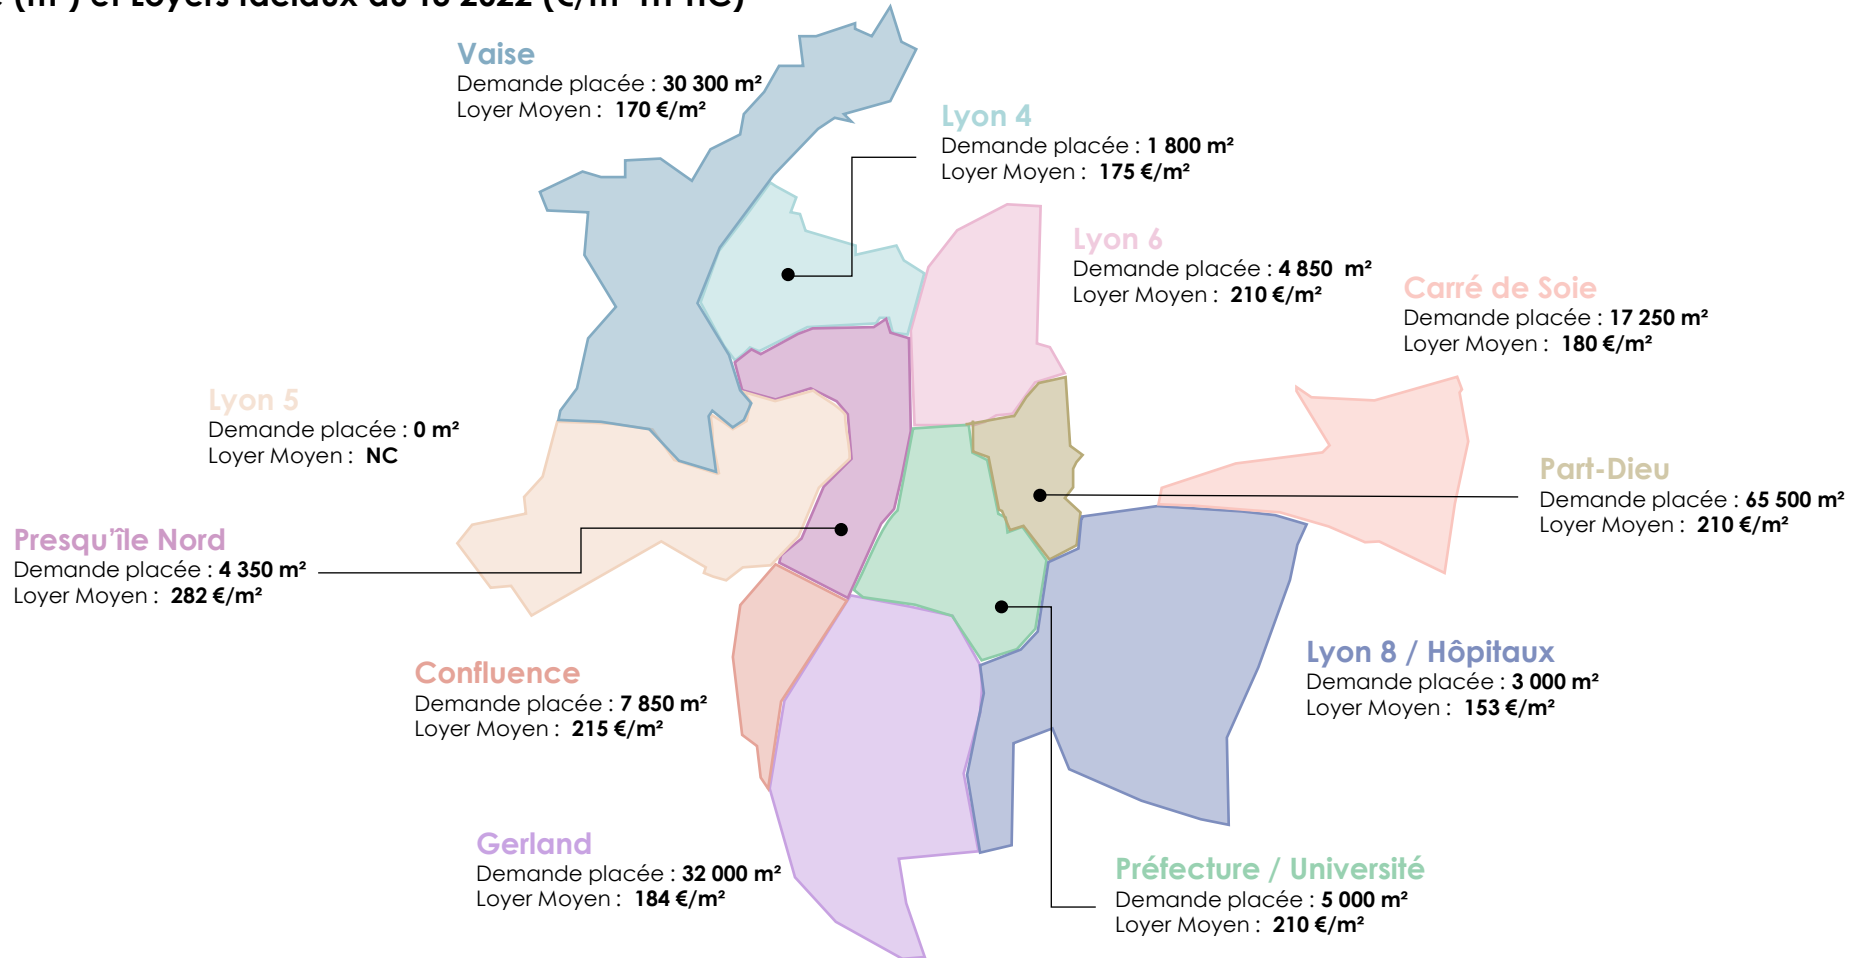 et Loyers faciaux au
2022
Vaise
Demande placée : 30 300 m²
Loyer Moyen : 170 €/m²
Lyon 4
Demande placée : 1 800 m²
Loyer Moyen : 175 €/m²
Lyon 6
Demande placée : 4 850 m²
Loyer Moyen : 210 €/m²
Carré de Soie
Demande placée : 17 250 m²
Loyer Moyen : 180 €/m²
Lyon 5
Demande placée : 0 m²
Loyer Moyen : NC
Part-Dieu
Demande placée : 65 500 m²
Loyer Moyen : 210 €/m²
Presqu'île Nord
Demande placée : 4 350 m²
Loyer Moyen : 282 €/m²
Confluence
Demande placée : 7 850 m²
Loyer Moyen : 215 €/m²
Lyon 8 / Hôpitaux
Demande placée : 3 000 m²
Loyer Moyen : 153 €/m²
Gerland
Demande placée : 32 000 m²
Loyer Moyen : 184 €/m²
Préfecture / Université
Demande placée : 5 000 m²
Loyer Moyen : 210 €/m²